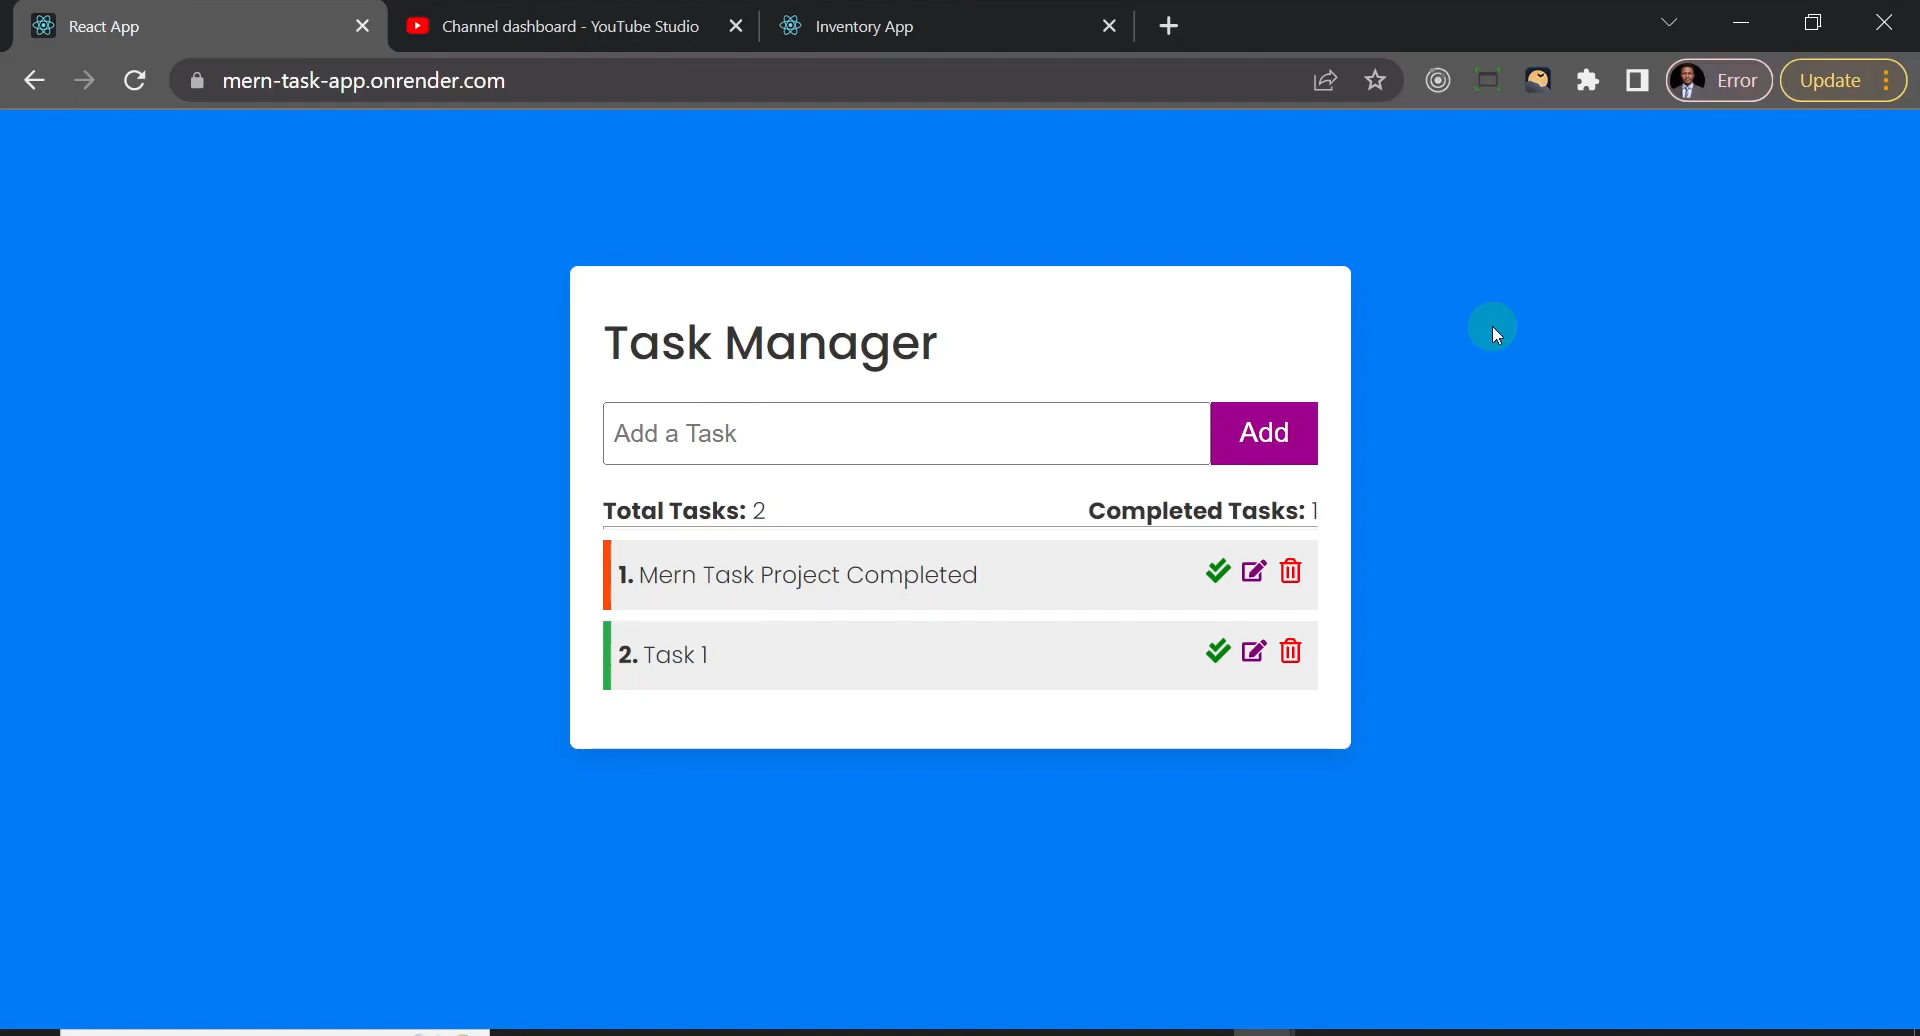 React App
Channel dashboard - YouTube Studio
Inventory App
mern-task-app.onrender.com
Error
Update
Task Manager
Add a Task
Add
Total Tasks: 2
Completed Tasks: 1
1. Mern Task Project Completed
2. Task 1